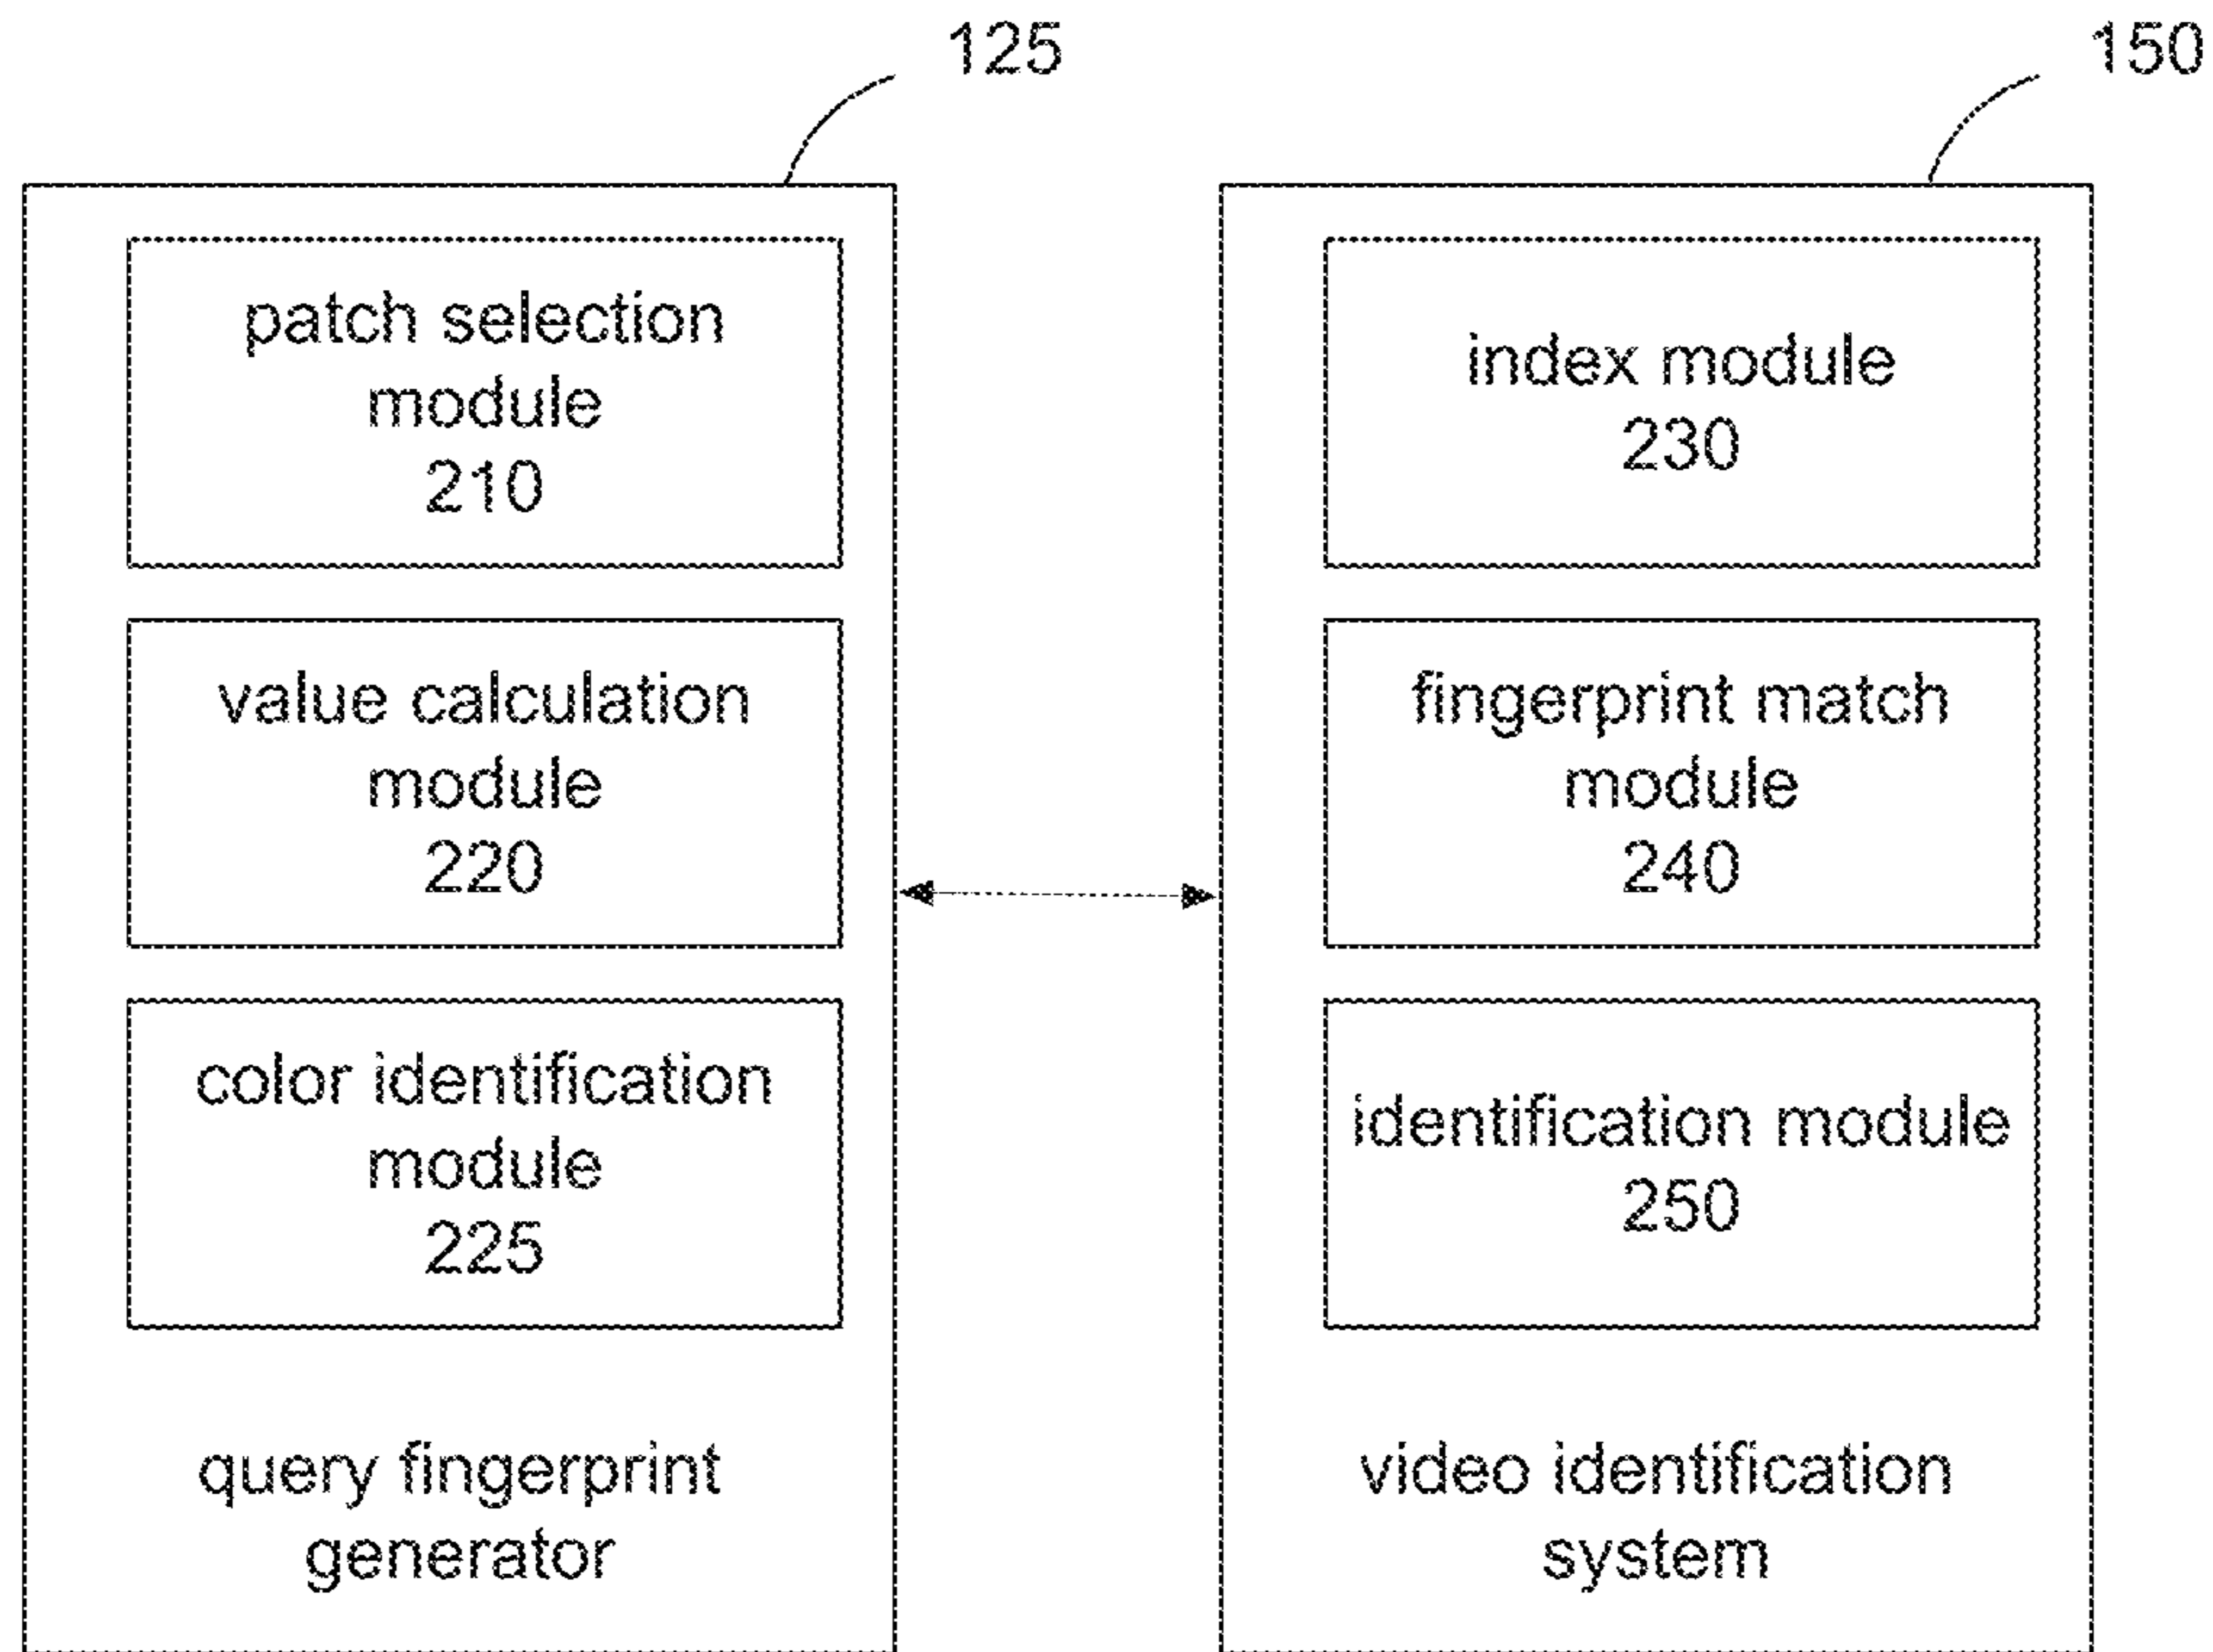 125
patch selection
module
210
value calculation
module
220
color identification
module
225
query fingerprint
generator
150
index module
230
fingerprint match
module
240
identification module
250
video identification
system